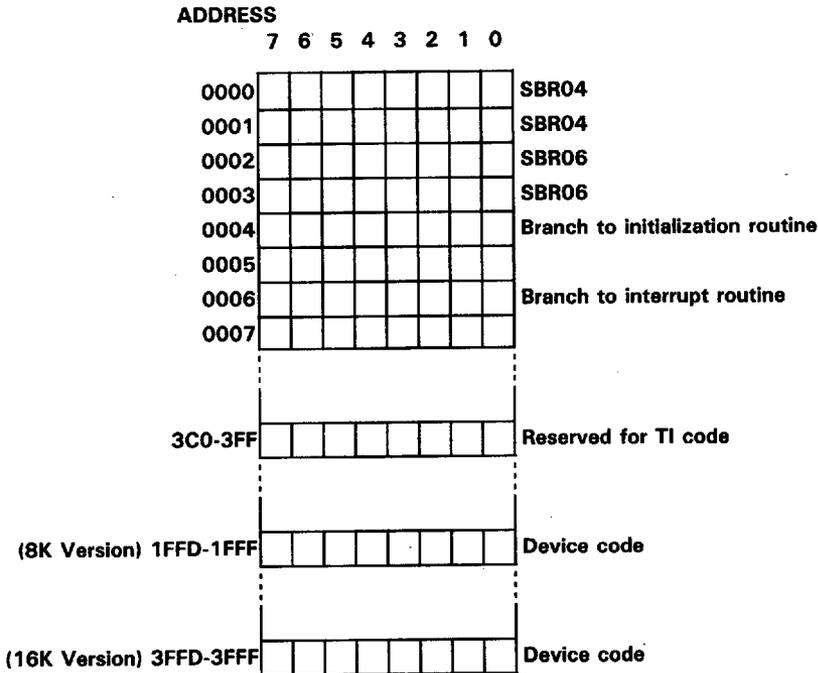 ADDRESS
7 6 5 4 3 2 1 0
0000 SBR04
0001 SBR04
0002 SBR06
0003 SBR06
0004 Branch to initialization routine
0005
0006 Branch to interrupt routine
0007
3C0-3FF Reserved for TI code
(8K Version) 1FFD-1FFF Device code
(16K Version) 3FFD-3FFF Device code